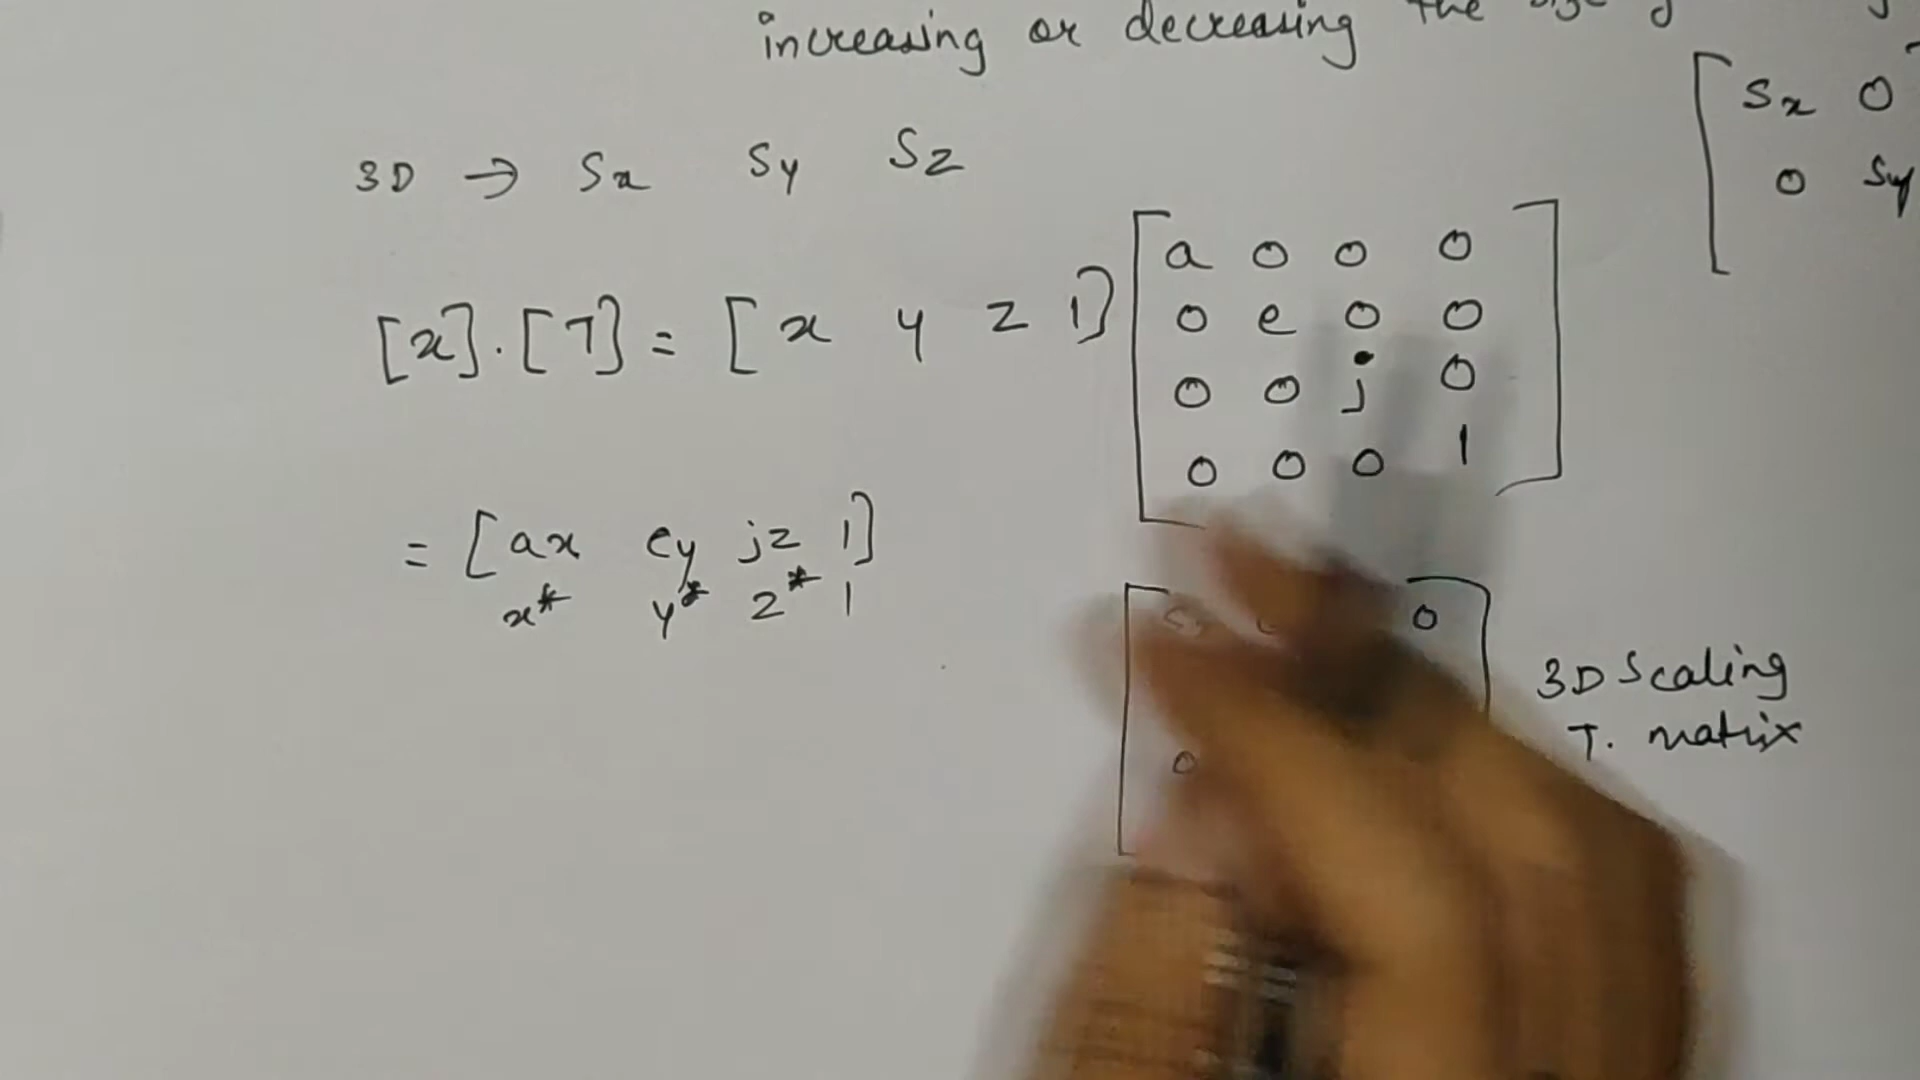 increasing or decreasing the
3D → Sx Sy Sz
[x].[T] = [x y z 1]
[a 0 0 0
0 e 0 0
0 0 j 0
0 0 0 1]
= [ax ey jz 1]
x* y* z* 1
[Sx 0
0 Sy
0
0
3D Scaling
T. matrix